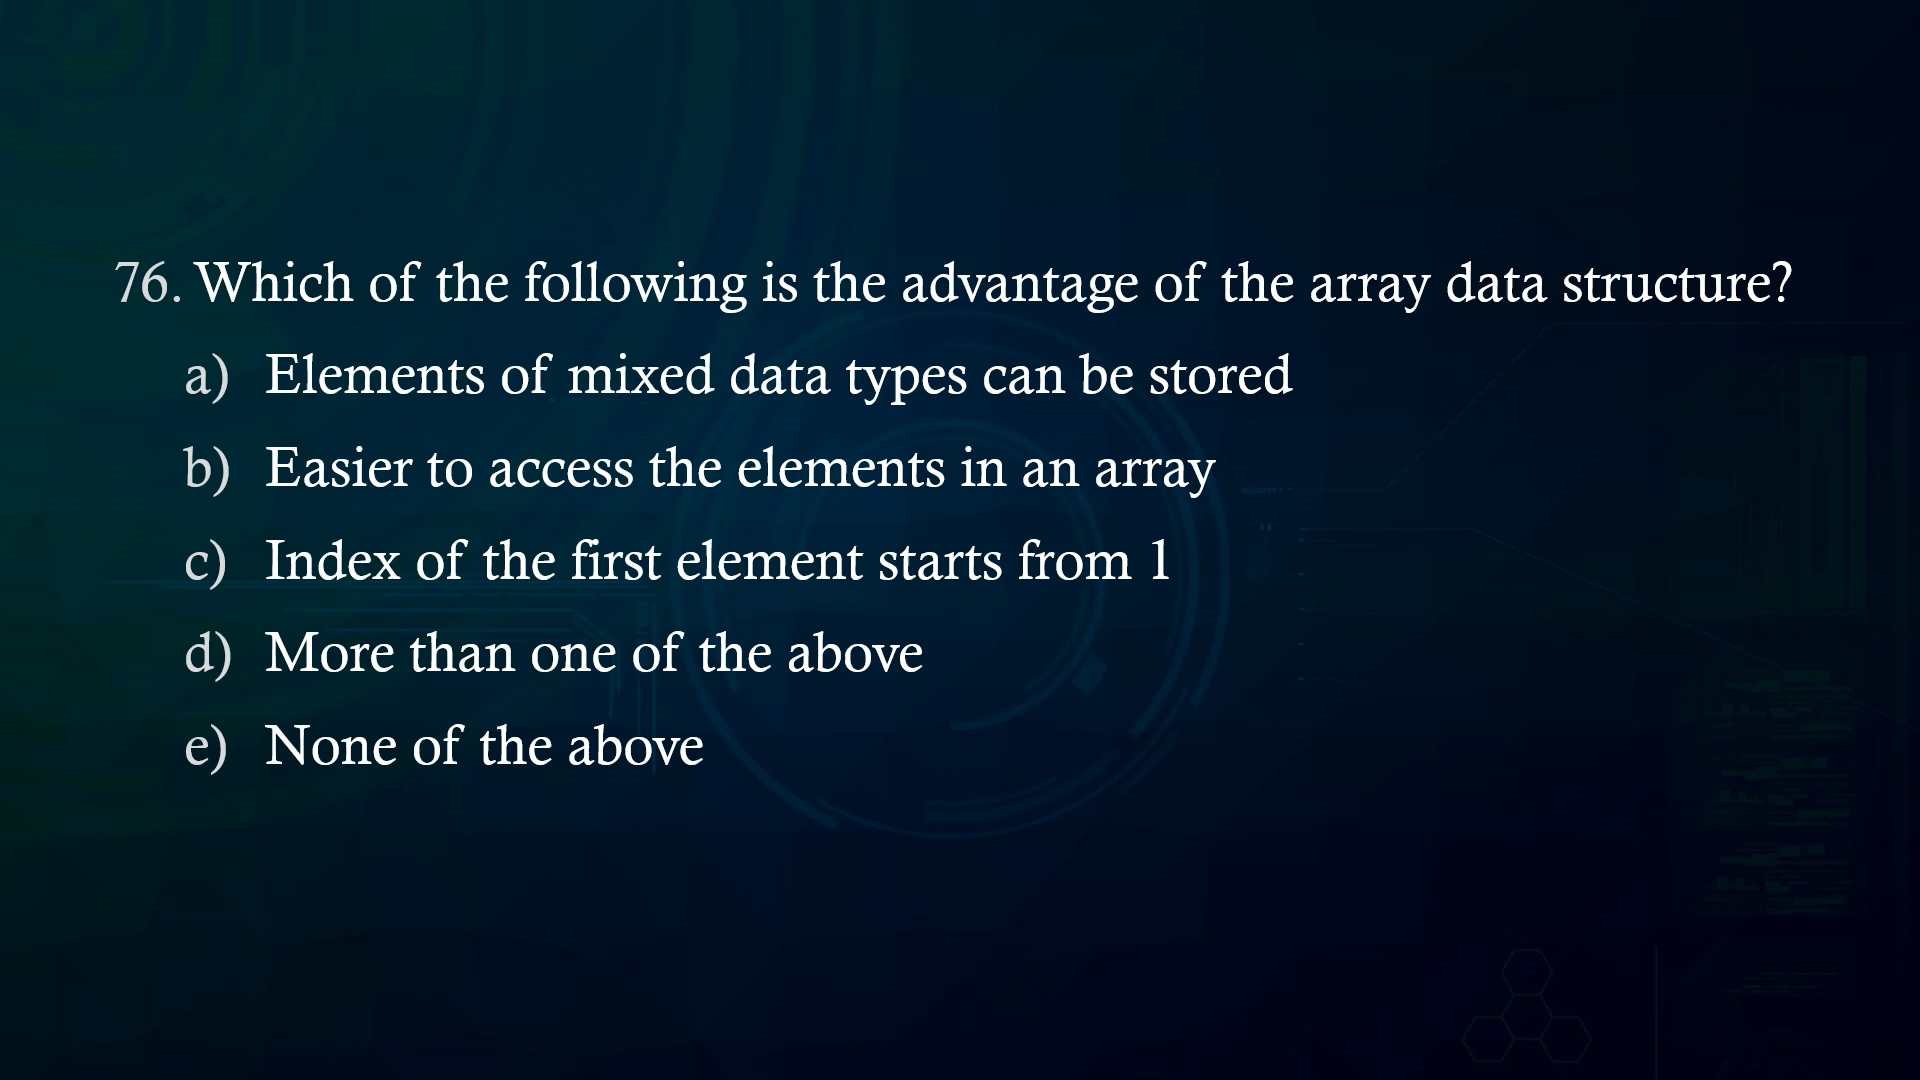 76. Which of the following is the advantage of the array data structure?
a) Elements of mixed data types can be stored
b) Easier to access the elements in an array
c) Index of the first element starts from 1
d) More than one of the above
e) None of the above